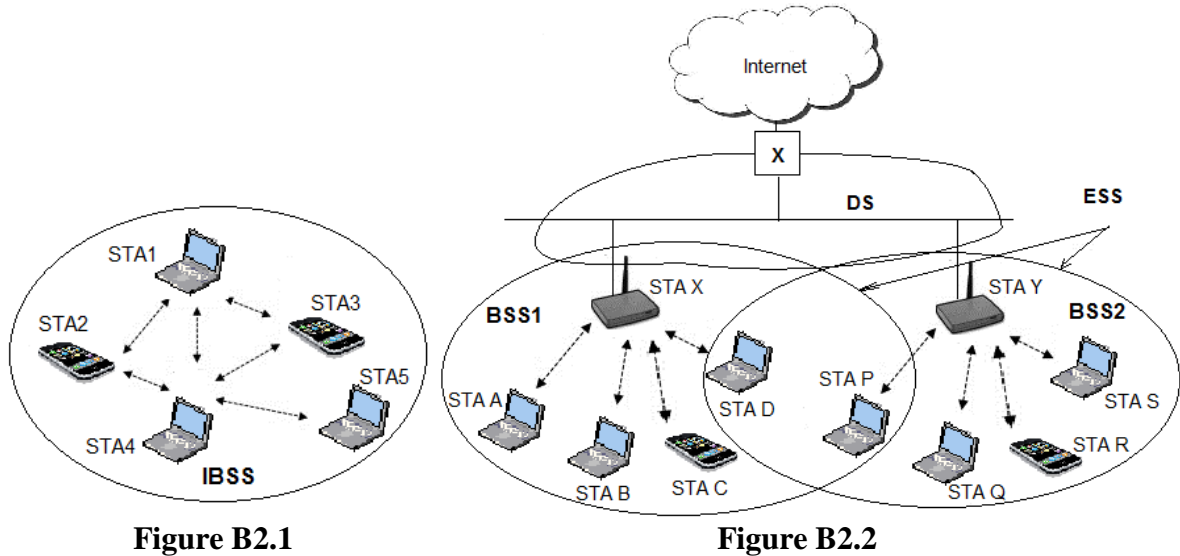 Internet
X
DS
ESS
STA1
STA2
STA3
STA4
STA5
IBSS
BSS1
STA X
STA A
STA B
STA C
STA D
STA Y
BSS2
STA P
STA Q
STA R
STA S
Figure B2.1
Figure B2.2